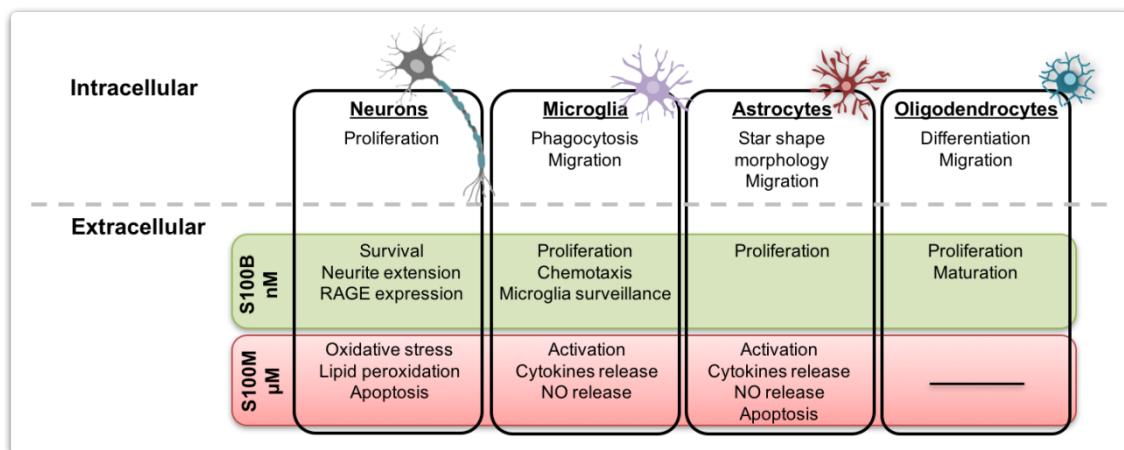 Intracellular
Neurons
Proliferation
Microglia
Phagocytosis
Migration
Astrocytes
Star shape
morphology
Migration
Oligodendrocytes
Differentiation
Migration
Extracellular
S100B
nM
Survival
Neurite extension
RAGE expression
Proliferation
Chemotaxis
Microglia surveillance
Proliferation
Proliferation
Maturation
S100M
µM
Oxidative stress
Lipid peroxidation
Apoptosis
Activation
Cytokines release
NO release
Activation
Cytokines release
NO release
Apoptosis